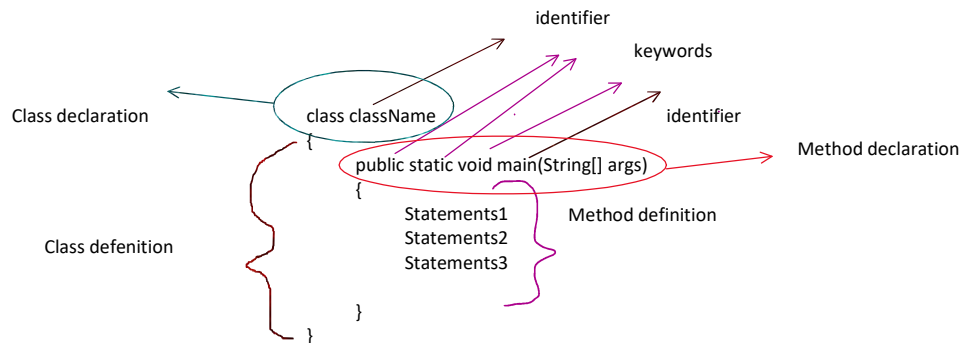 identifier
keywords
Class declaration
class className
identifier
{
Method declaration
public static void main(String[] args)
{
Statements1
Method definition
Statements2
Class defenition
Statements3
}
}